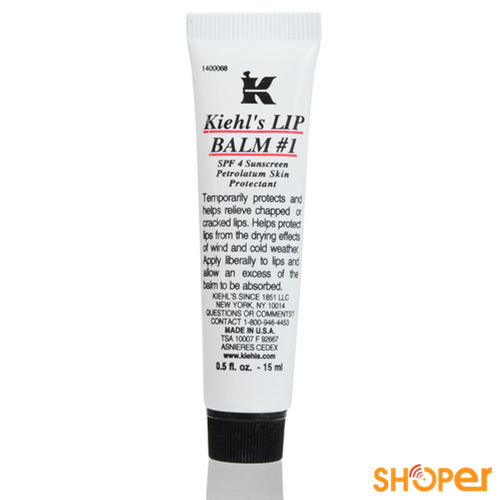 1400068
K
Kiehl's LIP
BALM #1
SPF 4 Sunscreen
Petrolatum Skin
Protectant
Temporarily protects and
helps relieve chapped or
cracked lips. Helps protect
lips from the drying effects
of wind and cold weather.
Apply liberally to lips and
allow an excess of the
balm to be absorbed.
KIEHL'S SINCE 1851 LLC
NEW YORK, NY 10014
QUESTIONS OR COMMENTS?
CONTACT 1-800-946-4453
MADE IN U.S.A.
TSA 10007 F 92667
ASNIERES CEDEX
www.kiehls.com
0.5 fl. oz. - 15 ml
SHOPER